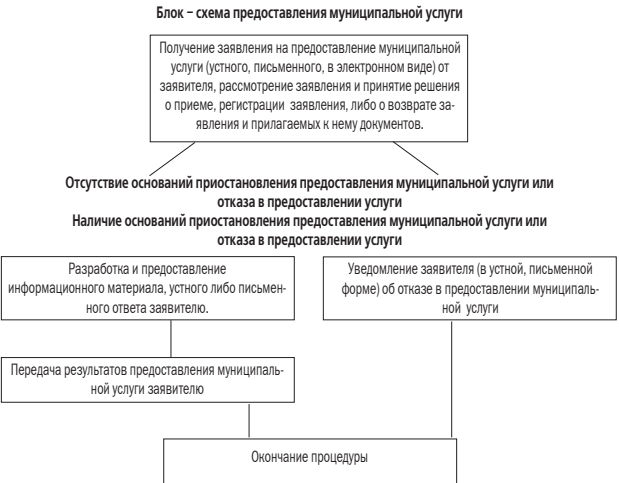 Блок – схема предоставления муниципальной услуги
Получение заявления на предоставление муниципальной
услуги (устного, письменного, в электронном виде) от
заявителя, рассмотрение заявления и принятие решения
о приеме, регистрации заявления, либо о возврате за-
явления и прилагаемых к нему документов.
Отсутствие оснований приостановления предоставления муниципальной услуги или
отказа в предоставлении услуги
Наличие оснований приостановления предоставления муниципальной услуги или
отказа в предоставлении услуги
Разработка и предоставление
информационного материала, устного либо письмен-
ного ответа заявителю.
Уведомление заявителя (в устной, письменной
форме) об отказе в предоставлении муниципаль-
ной услуги
Передача результатов предоставления муниципаль-
ной услуги заявителю
Окончание процедуры